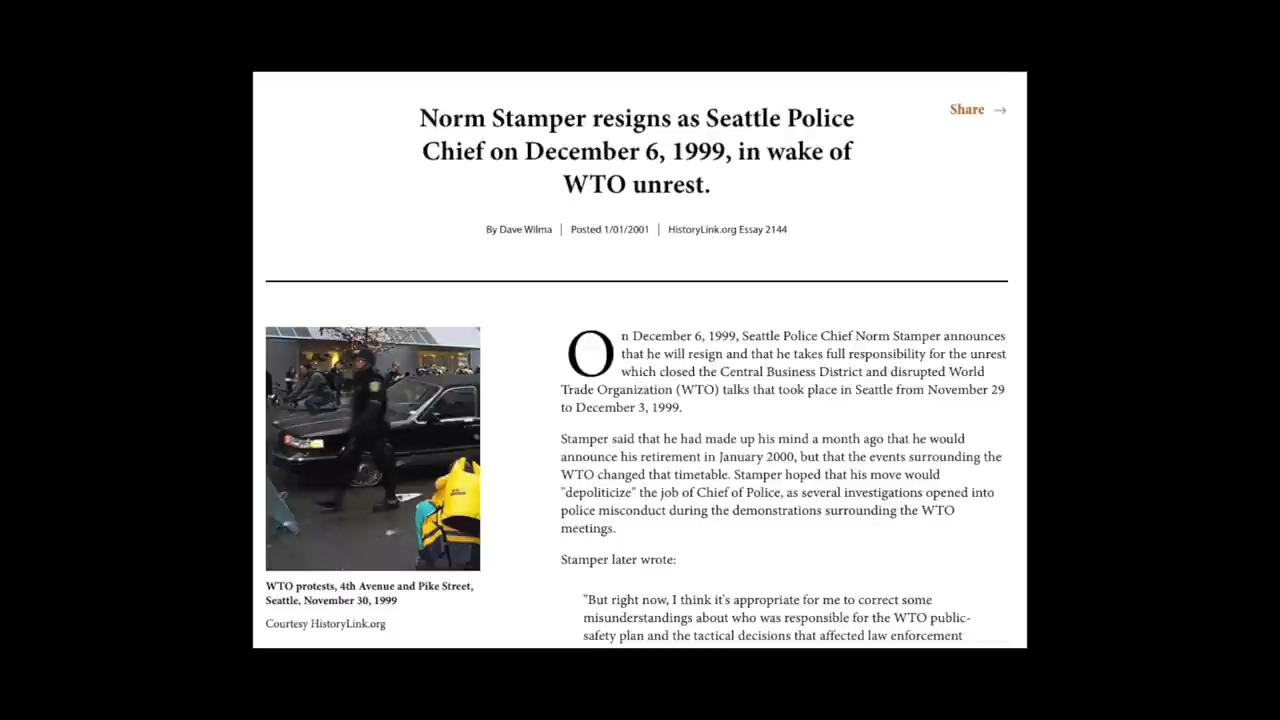 Norm Stamper resigns as Seattle Police
Chief on December 6, 1999, in wake of
WTO unrest.
Share →
By Dave Wilma | Posted 1/01/2001 | HistoryLink.org Essay 2144
On December 6, 1999, Seattle Police Chief Norm Stamper announces
that he will resign and that he takes full responsibility for the unrest
which closed the Central Business District and disrupted World
Trade Organization (WTO) talks that took place in Seattle from November 29
to December 3, 1999.
Stamper said that he had made up his mind a month ago that he would
announce his retirement in January 2000, but that the events surrounding the
WTO changed that timetable. Stamper hoped that his move would
"depoliticize" the job of Chief of Police, as several investigations opened into
police misconduct during the demonstrations surrounding the WTO
meetings.
Stamper later wrote:
"But right now, I think it's appropriate for me to correct some
misunderstandings about who was responsible for the WTO public-
safety plan and the tactical decisions that affected law enforcement
WTO protests, 4th Avenue and Pike Street,
Seattle, November 30, 1999
Courtesy HistoryLink.org